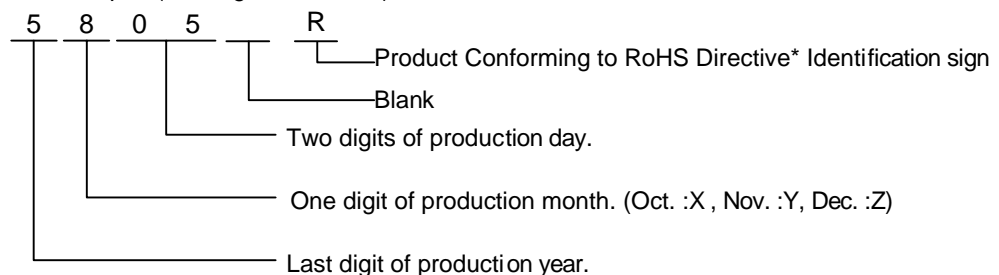 5 8 0 5 R
Product Conforming to RoHS Directive* Identification sign
Blank
Two digits of production day.
One digit of production month. (Oct. :X , Nov. :Y, Dec. :Z)
Last digit of production year.